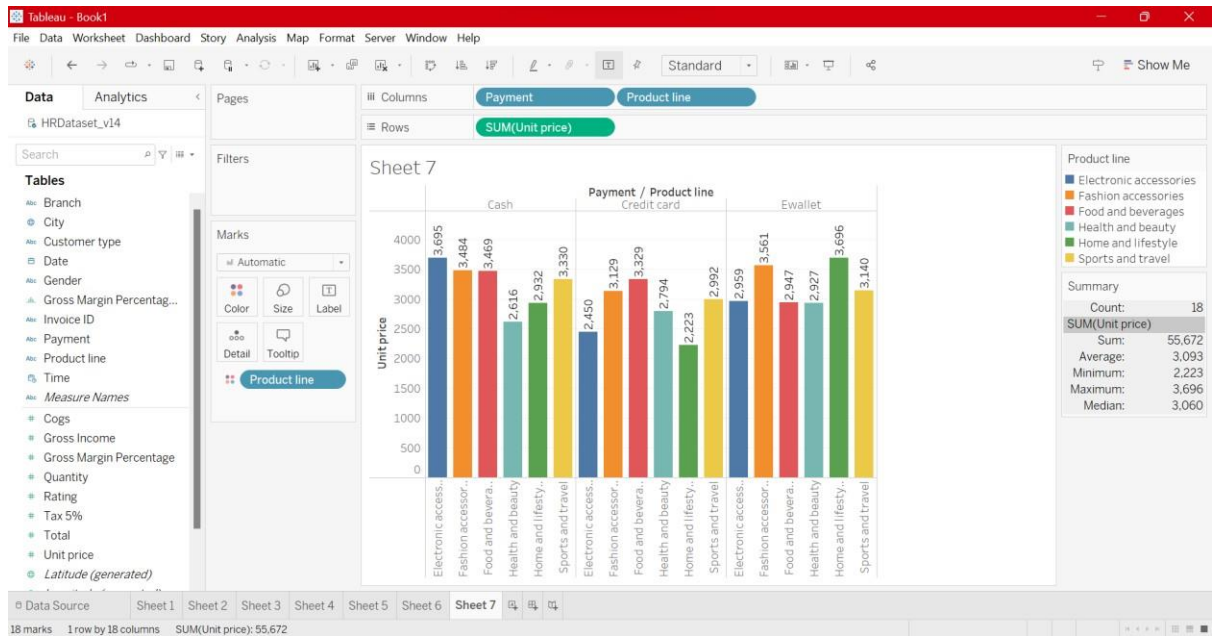 Tableau - Book1
File Data Worksheet Dashboard Story Analysis Map Format Server Window Help
Standard
Show Me
Data Analytics
HRDataset_v14
Search
Tables
Abc Branch
City
Abc Customer type
Date
Abc Gender
Gross Margin Percentag...
Abc Invoice ID
Abc Payment
Abc Product line
Time
Abc Measure Names
# Cogs
# Gross Income
# Gross Margin Percentage
# Quantity
# Rating
# Tax 5%
# Total
# Unit price
Latitude (generated)
Pages
Filters
Marks
Automatic
Color Size Label
Detail Tooltip
Product line
Columns Payment Product line
Rows SUM(Unit price)
Sheet 7
Payment / Product line
Cash Credit card Ewallet
Unit price
4000
3500
3000
2500
2000
1500
1000
500
0
3,695 3,484 3,469 2,616 2,932 3,330 2,450 3,129 3,329 2,794 2,223 2,992 2,959 3,561 2,947 2,927 3,696 3,140
Electronic access..
Fashion accessor..
Food and bevera..
Health and beauty
Home and lifesty..
Sports and travel
Electronic access..
Fashion accessor..
Food and bevera..
Health and beauty
Home and lifesty..
Sports and travel
Electronic access..
Fashion accessor..
Food and bevera..
Health and beauty
Home and lifesty..
Sports and travel
Product line
Electronic accessories
Fashion accessories
Food and beverages
Health and beauty
Home and lifestyle
Sports and travel
Summary
Count: 18
SUM(Unit price)
Sum: 55,672
Average: 3,093
Minimum: 2,223
Maximum: 3,696
Median: 3,060
Data Source Sheet 1 Sheet 2 Sheet 3 Sheet 4 Sheet 5 Sheet 6 Sheet 7
18 marks 1 row by 18 columns SUM(Unit price): 55,672